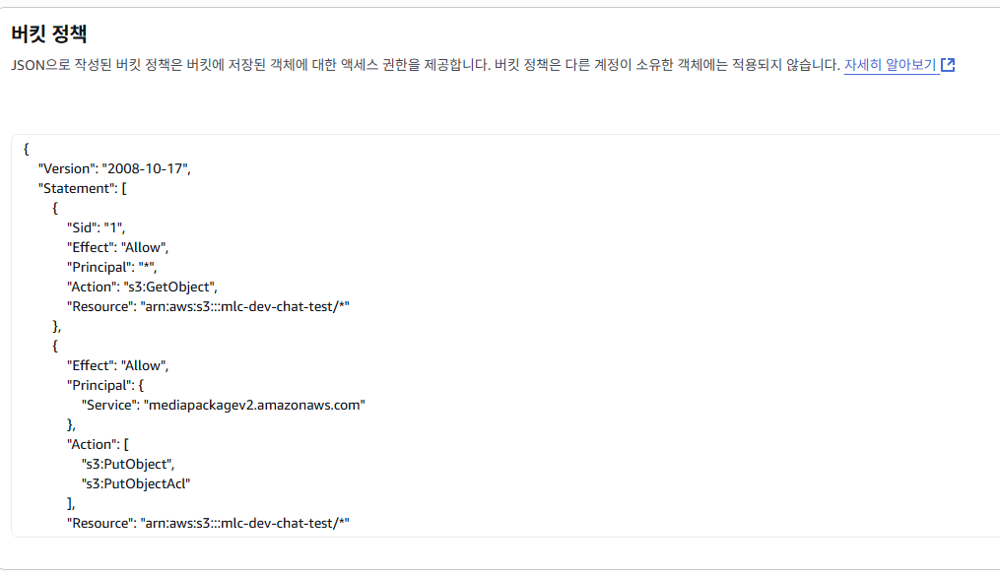 버킷 정책
JSON으로 작성된 버킷 정책은 버킷에 저장된 객체에 대한 액세스 권한을 제공합니다. 버킷 정책은 다른 계정이 소유한 객체에는 적용되지 않습니다. 자세히 알아보기
{
"Version": "2008-10-17",
"Statement": [
{
"Sid": "1",
"Effect": "Allow",
"Principal": "*",
"Action": "s3:GetObject",
"Resource": "arn:aws:s3:::mlc-dev-chat-test/*"
},
{
"Effect": "Allow",
"Principal": {
"Service": "mediapackagev2.amazonaws.com"
},
"Action": [
"s3:PutObject",
"s3:PutObjectAcl"
],
"Resource": "arn:aws:s3:::mlc-dev-chat-test/*"